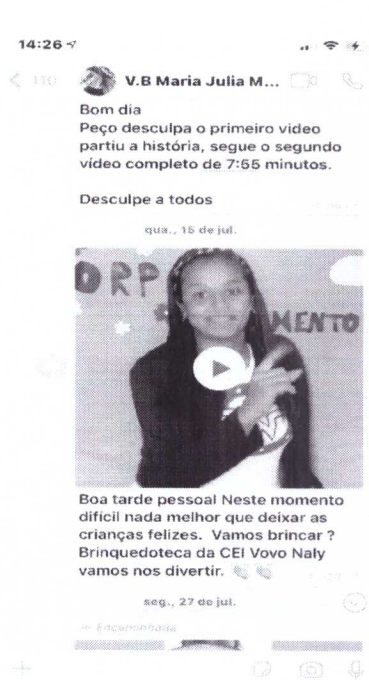 14:26
110 V.B Maria Julia M...
Bom dia
Peço desculpa o primeiro video
partiu a história, segue o segundo
vídeo completo de 7:55 minutos.
Desculpe a todos
qua., 15 de jul.
ORP
MENTO
Boa tarde pessoal Neste momento
difícil nada melhor que deixar as
crianças felizes. Vamos brincar ?
Brinquedoteca da CEI Vovo Naly
vamos nos divertir. 👏 👏
seg., 27 de jul.
Encaminhada